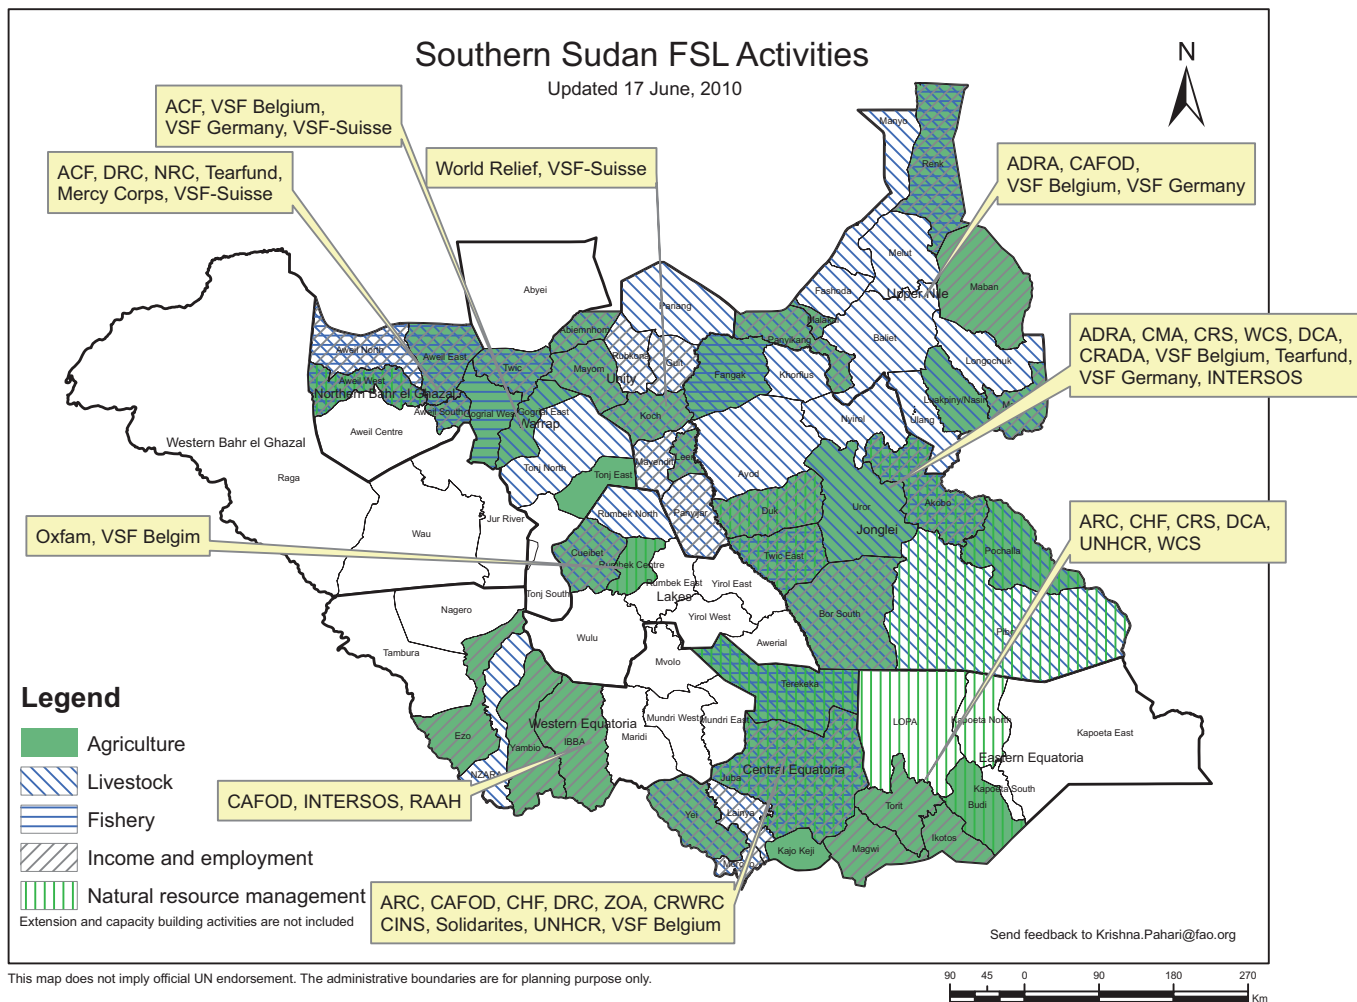 Southern Sudan FSL Activities
Updated 17 June, 2010
N
ACF, VSF Belgium,
VSF Germany, VSF-Suisse
ACF, DRC, NRC, Tearfund,
Mercy Corps, VSF-Suisse
World Relief, VSF-Suisse
ADRA, CAFOD,
VSF Belgium, VSF Germany
ADRA, CMA, CRS, WCS, DCA,
CRADA, VSF Belgium, Tearfund,
VSF Germany, INTERSOS
ARC, CHF, CRS, DCA,
UNHCR, WCS
Oxfam, VSF Belgim
CAFOD, INTERSOS, RAAH
ARC, CAFOD, CHF, DRC, ZOA, CRWRC
CINS, Solidarites, UNHCR, VSF Belgium
Manyo
Renk
Melut
Maban
Fashoda
Upper Nile
Abyei
Pariang
Malakal
Panyikang
Baliet
Longochuk
Abiemnhom
Rubkona
Guit
Mayom
Unity
Fangak
Khorflus
Luakpiny/Nasir
Aweil North
Aweil East
Twic
Aweil West
Northern Bahr el Ghazal
Aweil South
Gogrial West
Gogrial East
Warrap
Koch
Nyirol
Ulang
Aweil Centre
Western Bahr el Ghazal
Raga
Tonj North
Tonj East
Mayendit
Leer
Ayod
Panyijar
Rumbek North
Duk
Uror
Akobo
Jonglei
Jur River
Wau
Cueibet
Rumbek Centre
Rumbek East
Yirol East
Twic East
Pochalla
Tonj South
Lakes
Yirol West
Bor South
Nagero
Wulu
Awerial
Tambura
Mvolo
Terekeka
Mundri West
Mundri East
Maridi
Western Equatoria
IBBA
Yambio
Ezo
NZARA
LOPA
Kapoeta North
Kapoeta East
Eastern Equatoria
Kapoeta South
Central Equatoria
Juba
Lainya
Yei
Kajo Keji
Torit
Budi
Ikotos
Magwi
Legend
Agriculture
Livestock
Fishery
Income and employment
Natural resource management
Extension and capacity building activities are not included
Send feedback to Krishna.Pahari@fao.org
This map does not imply official UN endorsement. The administrative boundaries are for planning purpose only.
90 45 0 90 180 270
Km